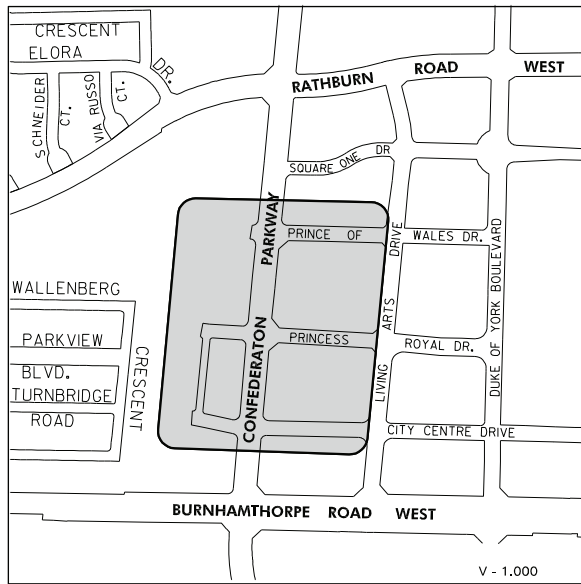 CRESCENT
ELORA
DR.
SCHNEIDER
CT.
VIA RUSSO
CT.
RATHBURN ROAD WEST
SQUARE ONE DR
PARKWAY
PRINCE OF
WALES DR.
DRIVE
DUKE OF YORK BOULEVARD
WALLENBERG
ARTS
PARKVIEW
CRESCENT
CONFEDERATON
PRINCESS
ROYAL DR.
BLVD.
TURNBRIDGE
LIVING
ROAD
CITY CENTRE DRIVE
BURNHAMTHORPE ROAD WEST
V - 1.000